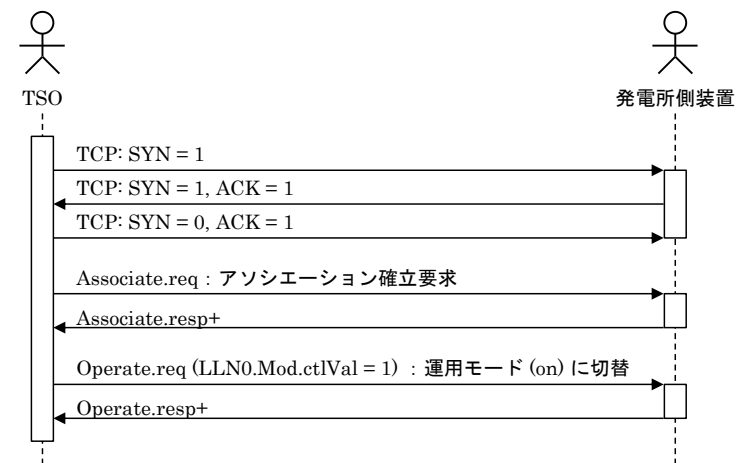 TSO
発電所側装置
TCP: SYN = 1
TCP: SYN = 1, ACK = 1
TCP: SYN = 0, ACK = 1
Associate.req : アソシエーション確立要求
Associate.resp+
Operate.req (LLN0.Mod.ctlVal = 1) : 運用モード (on) に切替
Operate.resp+